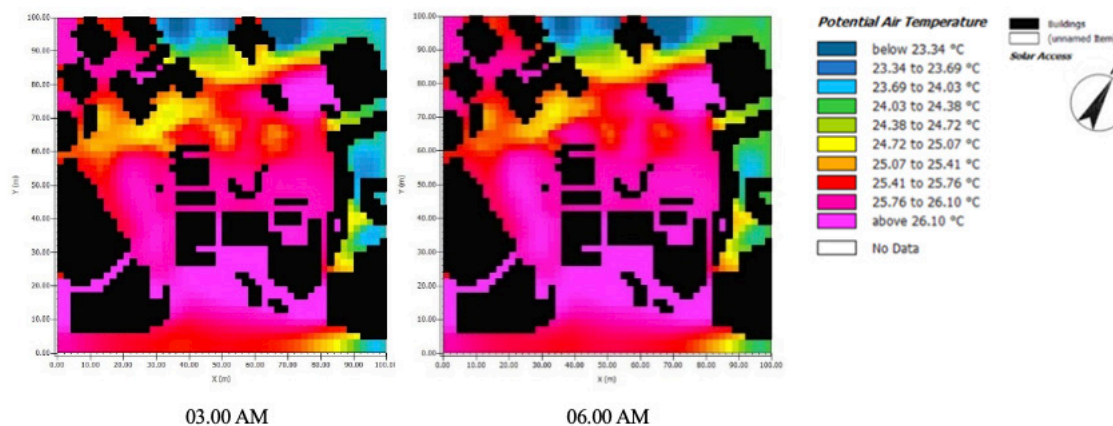 100.00
90.00
80.00
70.00
60.00
50.00
40.00
30.00
20.00
10.00
0.00
Y (m)
0.00 10.00 20.00 30.00 40.00 50.00 60.00 70.00 80.00 90.00 100.0
X (m)
03.00 AM
100.00
90.00
80.00
70.00
60.00
50.00
40.00
30.00
20.00
10.00
0.00
Y (m)
0.00 10.00 20.00 30.00 40.00 50.00 60.00 70.00 80.00 90.00 100.00
X (m)
06.00 AM
Potential Air Temperature
below 23.34 °C
23.34 to 23.69 °C
23.69 to 24.03 °C
24.03 to 24.38 °C
24.38 to 24.72 °C
24.72 to 25.07 °C
25.07 to 25.41 °C
25.41 to 25.76 °C
25.76 to 26.10 °C
above 26.10 °C
No Data
Buildings
(unnamed Item
Solar Access